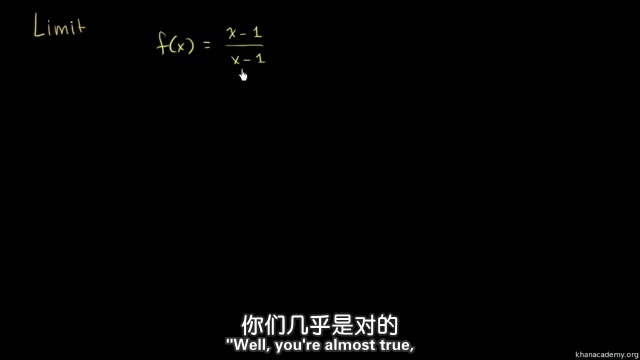 Limit
f(x) = x - 1
x - 1
你们几乎是对的
"Well, you're almost true,
khanacademy.org